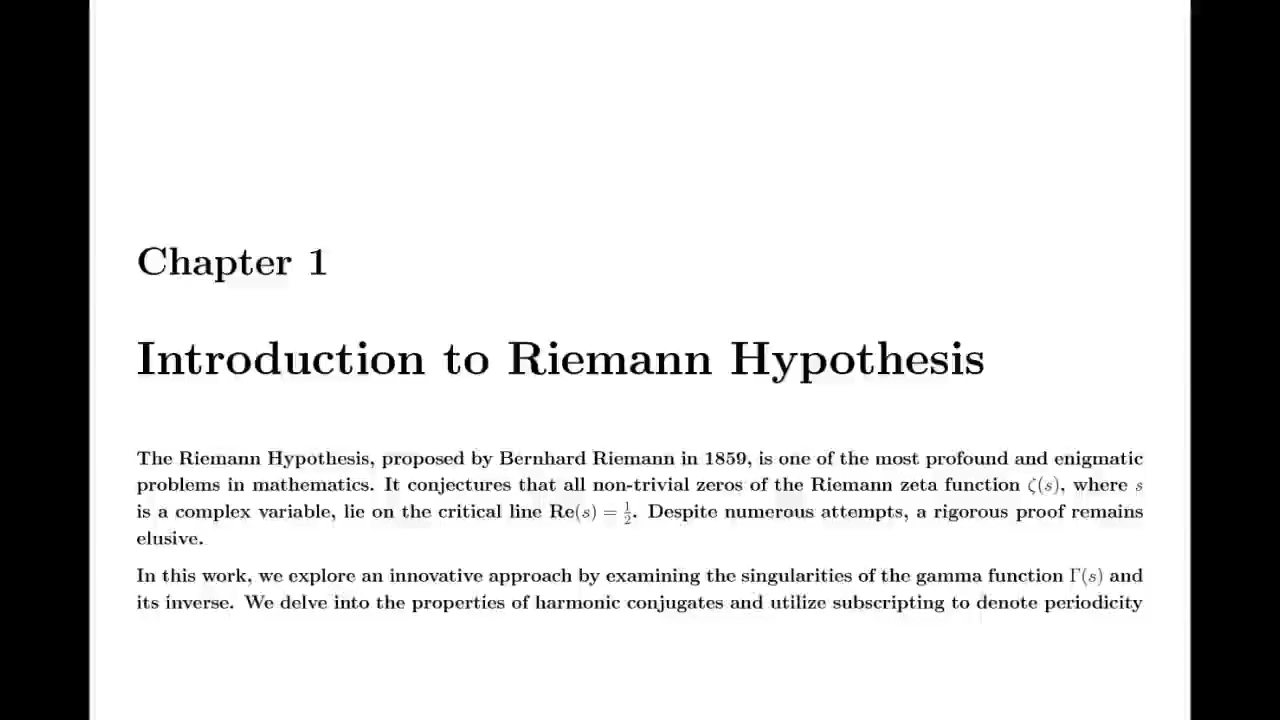 Chapter 1
Introduction to Riemann Hypothesis
The Riemann Hypothesis, proposed by Bernhard Riemann in 1859, is one of the most profound and enigmatic
problems in mathematics. It conjectures that all non-trivial zeros of the Riemann zeta function ζ(s), where s
is a complex variable, lie on the critical line Re(s) = 1/2. Despite numerous attempts, a rigorous proof remains
elusive.
In this work, we explore an innovative approach by examining the singularities of the gamma function Γ(s) and
its inverse. We delve into the properties of harmonic conjugates and utilize subscripting to denote periodicity